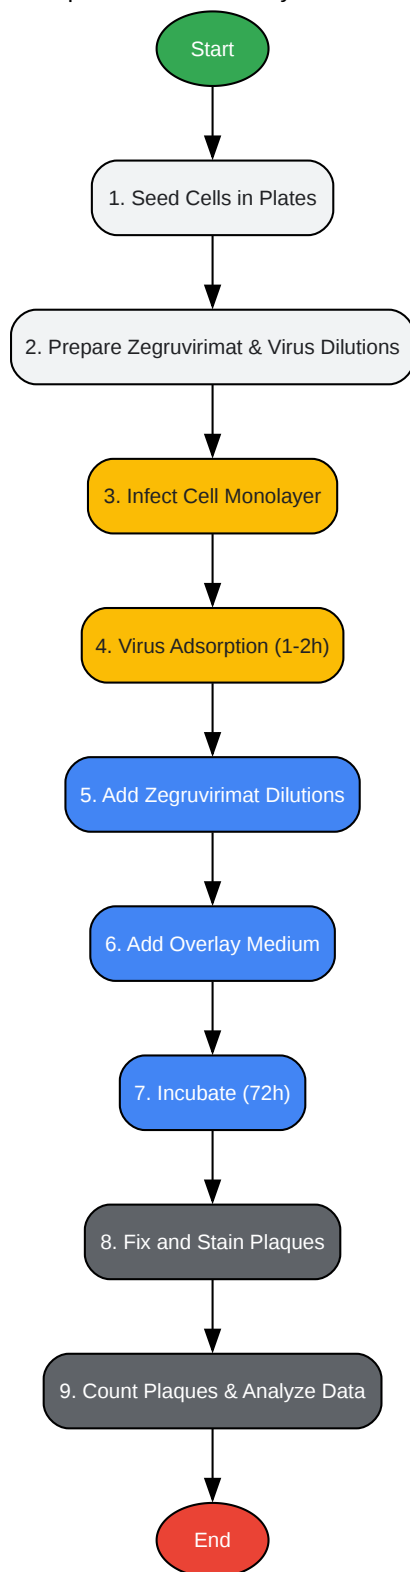 Start
1. Seed Cells in Plates
2. Prepare Zegruvirimat & Virus Dilutions
3. Infect Cell Monolayer
4. Virus Adsorption (1-2h)
5. Add Zegruvirimat Dilutions
6. Add Overlay Medium
7. Incubate (72h)
8. Fix and Stain Plaques
9. Count Plaques & Analyze Data
End